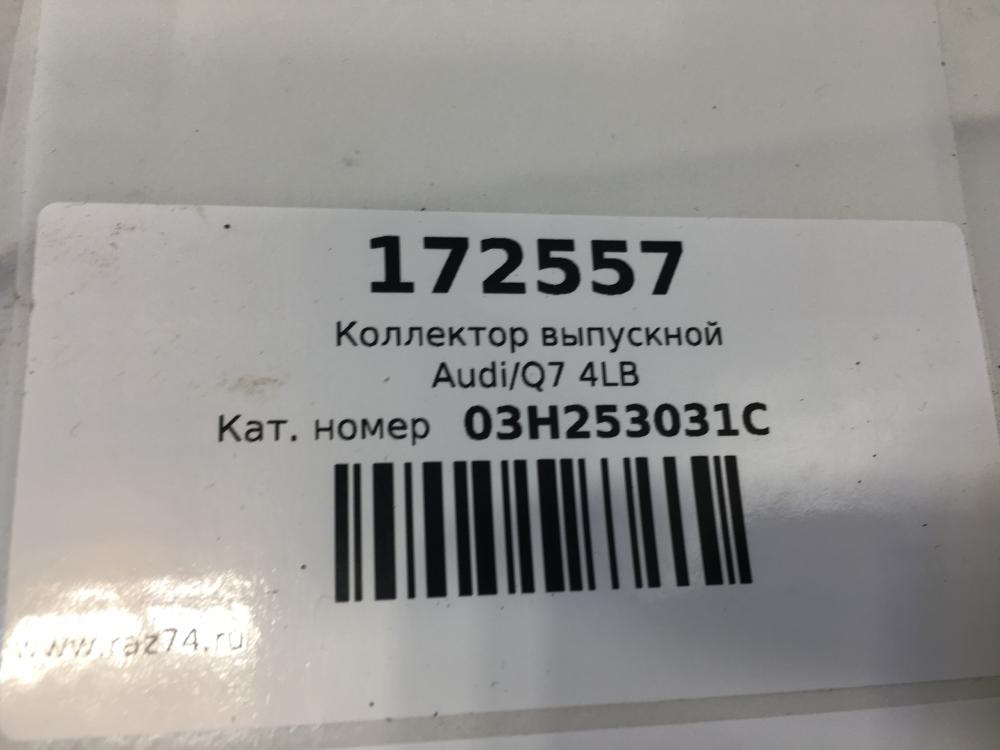 172557
Коллектор выпускной
Audi/Q7 4LB
Кат. номер 03H253031C
www.raz74.ru